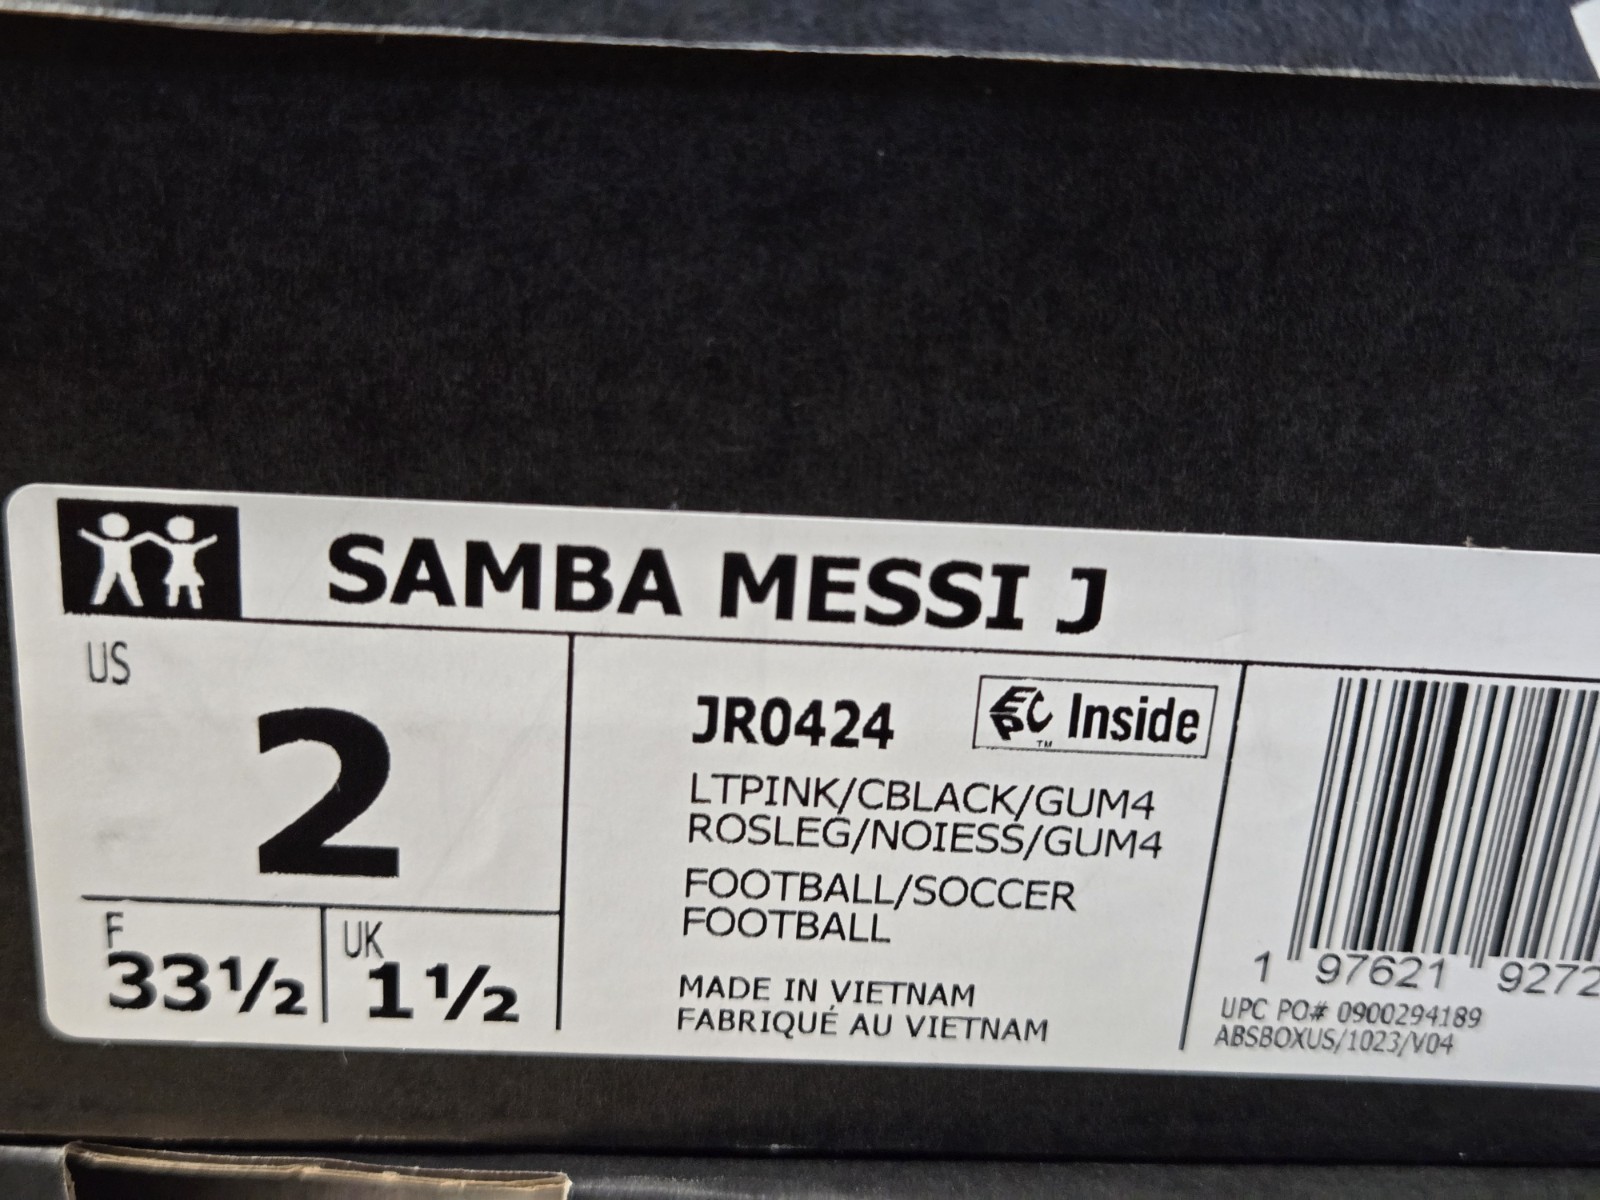 SAMBA MESSI J
US
2
F
33½
UK
1½
JR0424
EPC™ Inside
LTPINK/CBLACK/GUM4
ROSLEG/NOIESS/GUM4
FOOTBALL/SOCCER
FOOTBALL
MADE IN VIETNAM
FABRIQUÉ AU VIETNAM
1 97621 9272
UPC PO# 0900294189
ABSBOXUS/1023/V04